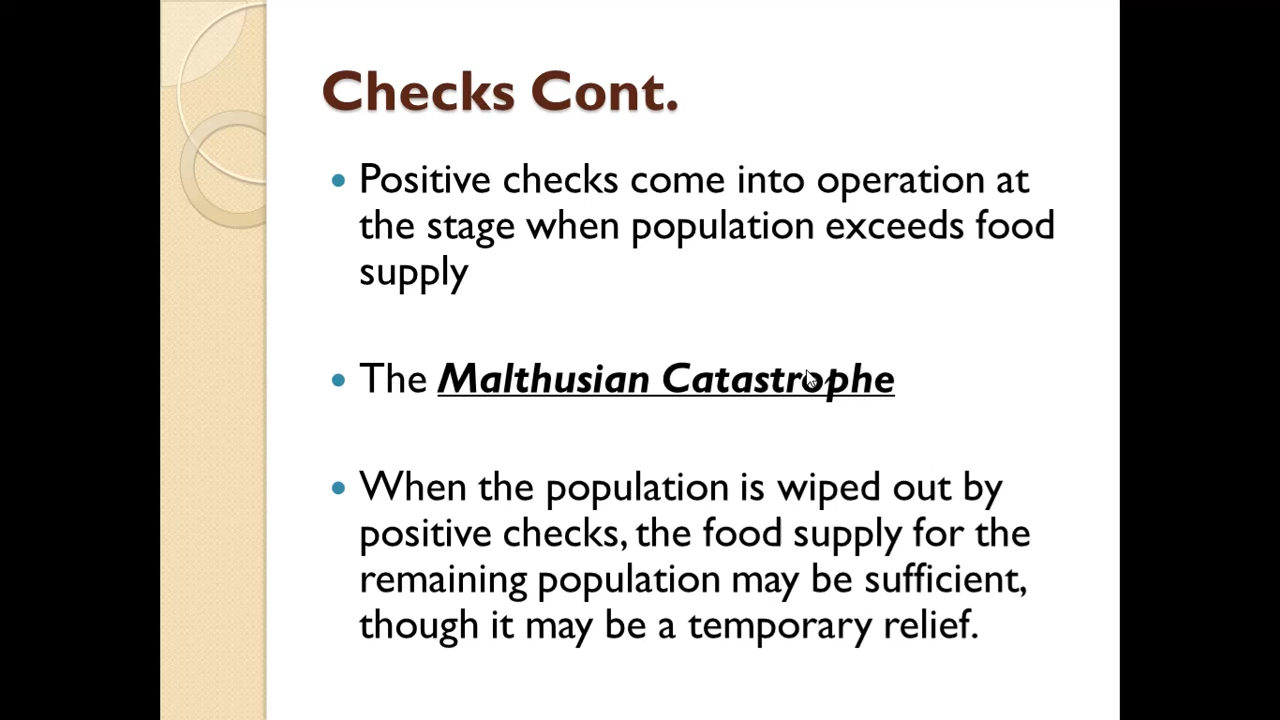 Checks Cont.
• Positive checks come into operation at
the stage when population exceeds food
supply
• The Malthusian Catastrophe
• When the population is wiped out by
positive checks, the food supply for the
remaining population may be sufficient,
though it may be a temporary relief.